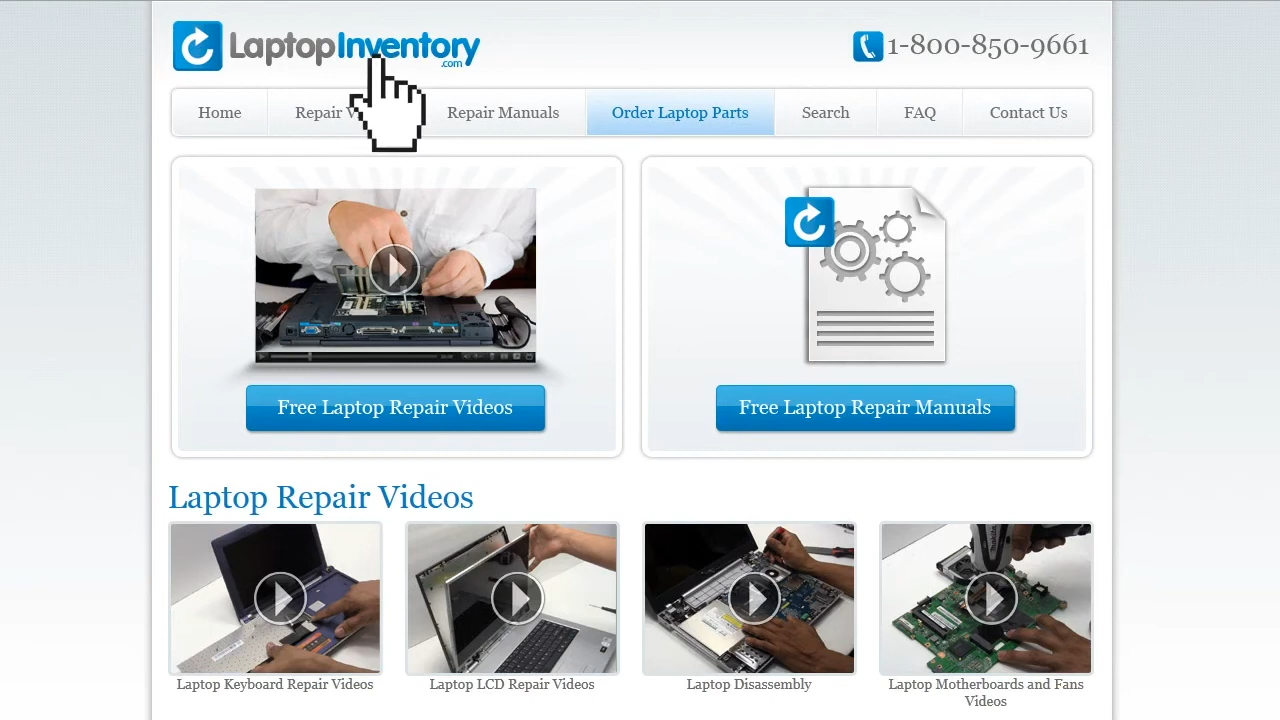 LaptopInventory
.com
1-800-850-9661
Home
Repair V
Repair Manuals
Order Laptop Parts
Search
FAQ
Contact Us
Free Laptop Repair Videos
Free Laptop Repair Manuals
Laptop Repair Videos
Laptop Keyboard Repair Videos
Laptop LCD Repair Videos
Laptop Disassembly
Laptop Motherboards and Fans
Videos